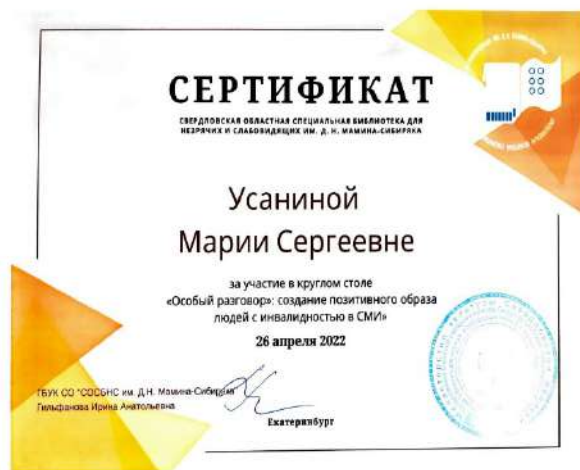 СЕРТИФИКАТ
СВЕРДЛОВСКАЯ ОБЛАСТНАЯ СПЕЦИАЛЬНАЯ БИБЛИОТЕКА ДЛЯ
НЕЗРЯЧИХ И СЛАБОВИДЯЩИХ ИМ. Д. Н. МАМИНА-СИБИРЯКА
Усаниной
Марии Сергеевне
за участие в круглом столе
«Особый разговор»: создание позитивного образа
людей с инвалидностью в СМИ»
26 апреля 2022
ГБУК СО "СОСБНС им. Д.Н. Мамина-Сибиряка
Гильфанова Ирина Анатольевна
Екатеринбург